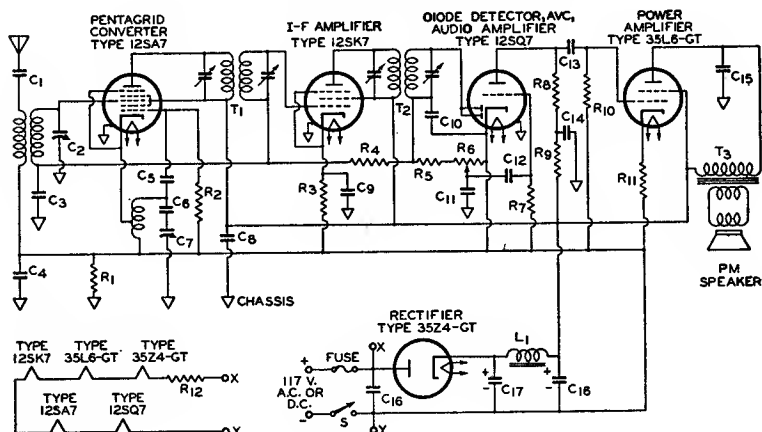 PENTAGRID
CONVERTER
TYPE 12SA7
I-F AMPLIFIER
TYPE 12SK7
DIODE DETECTOR, AVC,
AUDIO AMPLIFIER
TYPE 12SQ7
POWER
AMPLIFIER
TYPE 35L6-GT
C1
C2
C3
C4
C5
C6
C7
R1
R2
T1
C8
CHASSIS
R3
R4
C9
T2
C10
R5
R6
C11
C12
R7
C13
R8
C14
R9
R10
R11
C15
T3
PM
SPEAKER
TYPE
12SK7
TYPE
35L6-GT
TYPE
35Z4-GT
R12
X
TYPE
12SA7
TYPE
12SQ7
Y
RECTIFIER
TYPE 35Z4-GT
+
117 V.
A.C. OR
D.C.
-
FUSE
X
C16
S
Y
L1
+
-
C17
+
-
C16